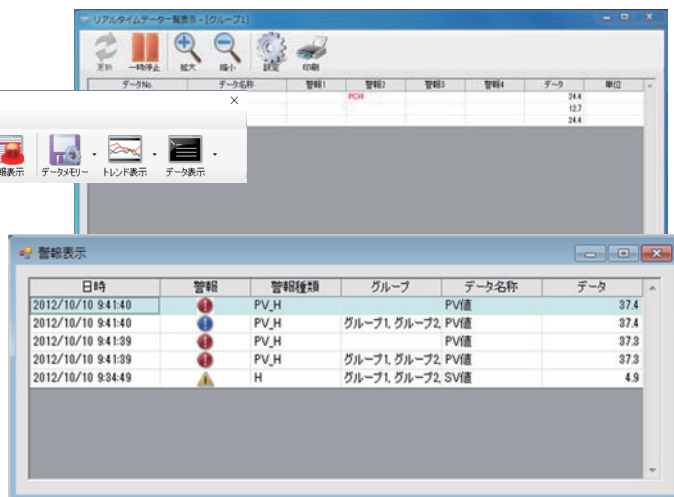 リアルタイムデーター覧表示 - [グループ1]
更新 一時停止 拡大 縮小 設定 印刷
データNo. データ名称 警報1 警報2 警報3 警報4 データ 単位
PGH 24.4
12.7
24.4
報表示 データメモリー トレンド表示 データ表示
警報表示
日時 警報 警報種類 グループ データ名称 データ
2012/10/10 9:41:40 PV_H PV値 37.4
2012/10/10 9:41:40 PV_H グループ1, グループ2, PV値 37.4
2012/10/10 9:41:39 PV_H PV値 37.3
2012/10/10 9:41:39 PV_H グループ1, グループ2, PV値 37.3
2012/10/10 9:34:49 H グループ1, グループ2, SV値 4.9